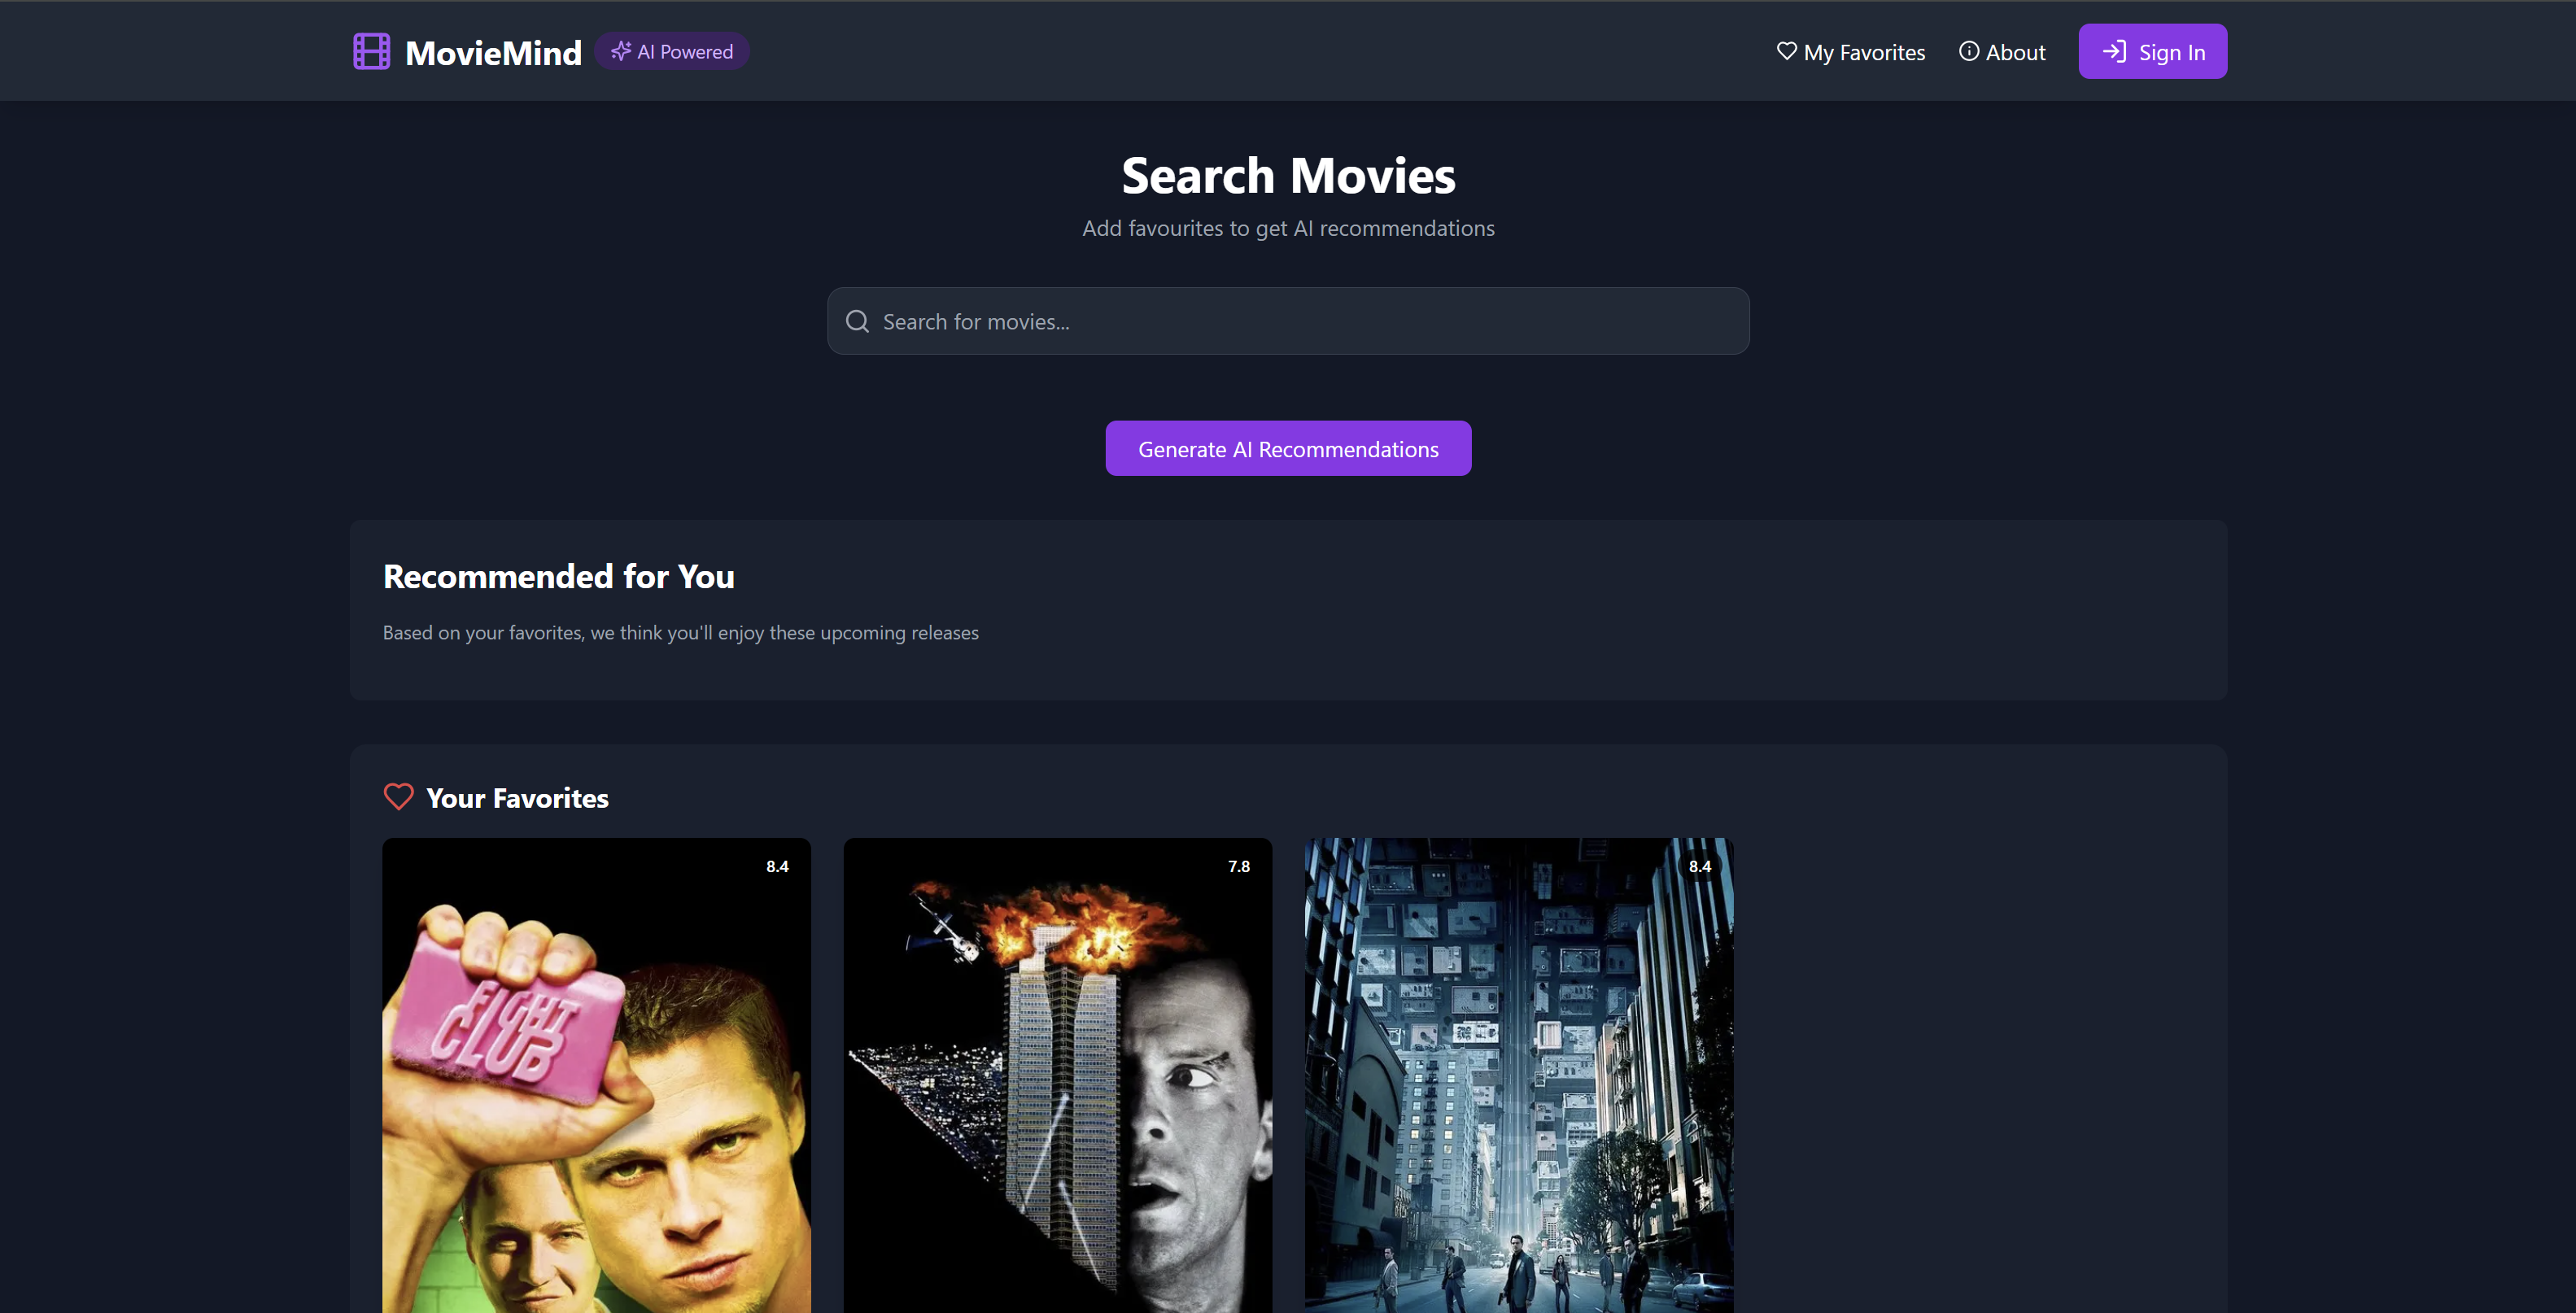 MovieMind
AI Powered
My Favorites
About
Sign In
Search Movies
Add favourites to get AI recommendations
Search for movies...
Generate AI Recommendations
Recommended for You
Based on your favorites, we think you'll enjoy these upcoming releases
Your Favorites
8.4
7.8
8.4
FIGHT
CLUB